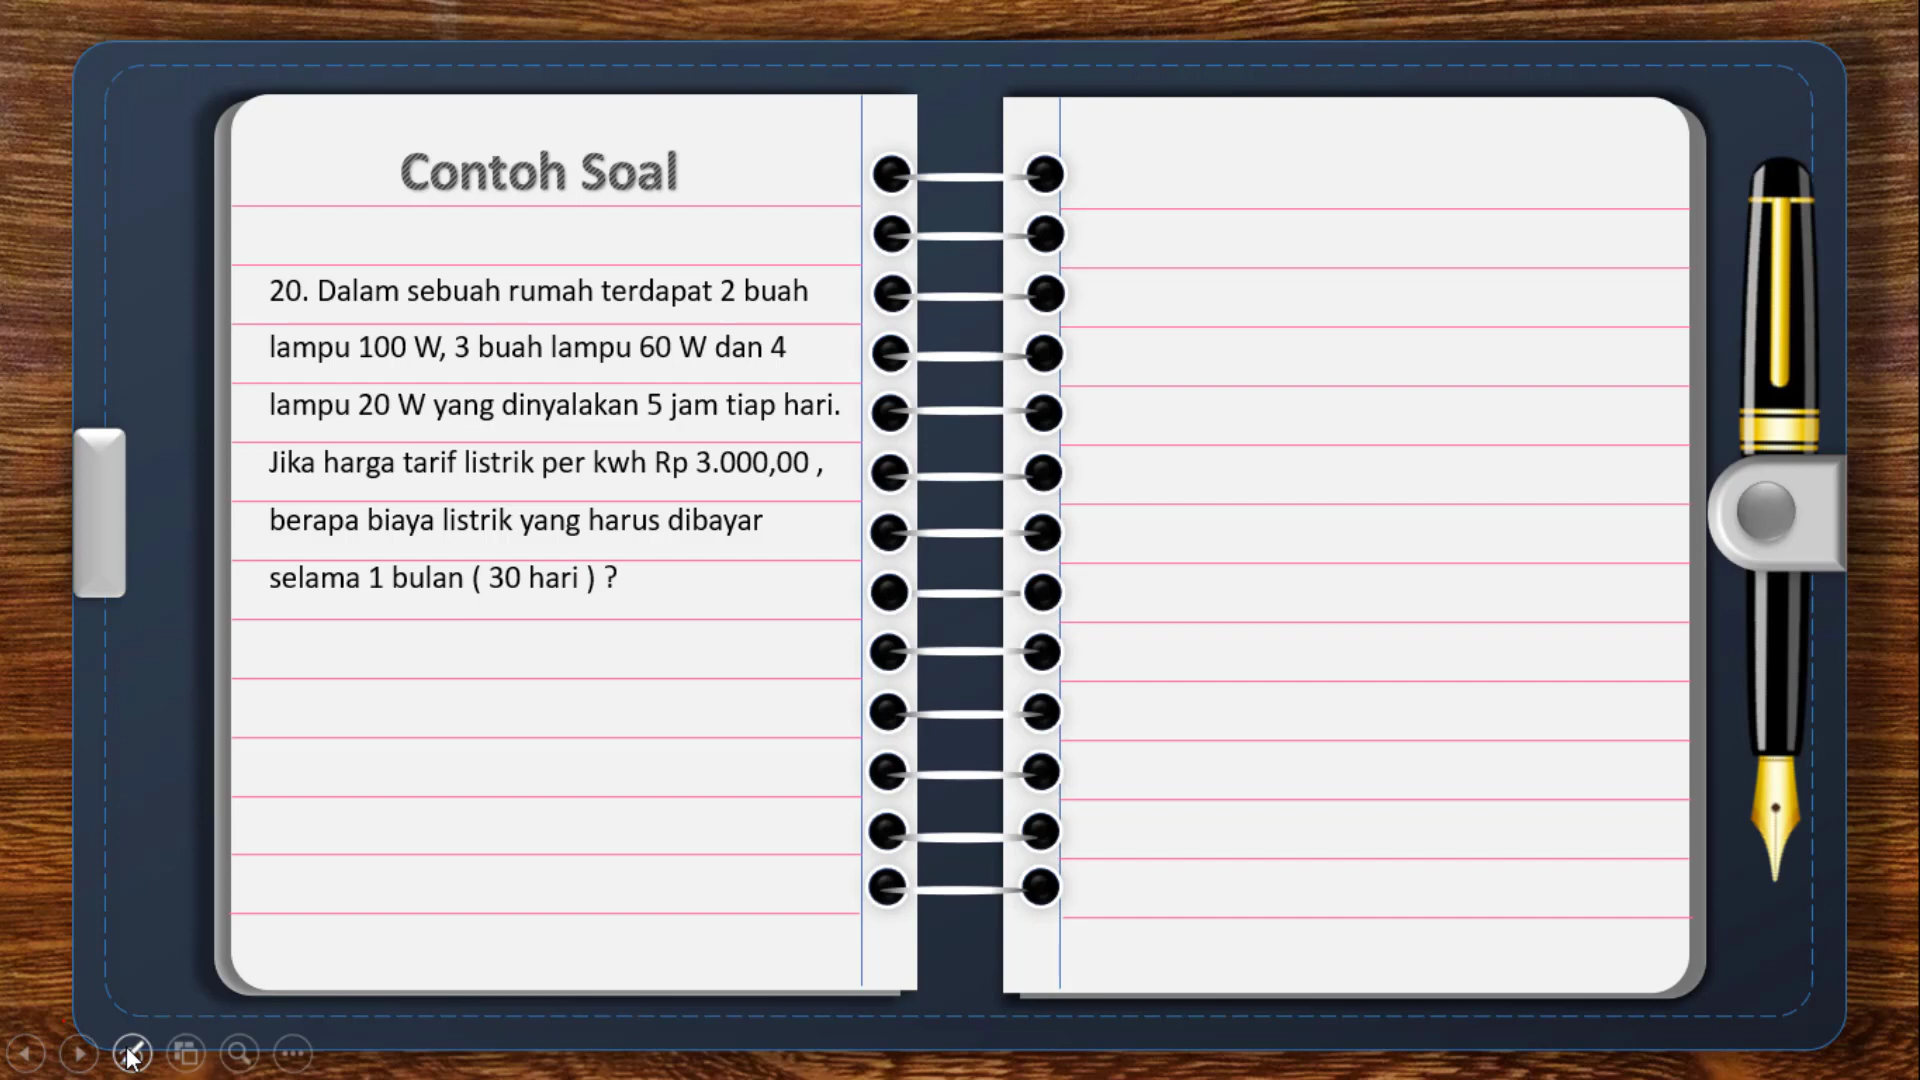 Contoh Soal
20. Dalam sebuah rumah terdapat 2 buah
lampu 100 W, 3 buah lampu 60 W dan 4
lampu 20 W yang dinyalakan 5 jam tiap hari.
Jika harga tarif listrik per kwh Rp 3.000,00 ,
berapa biaya listrik yang harus dibayar
selama 1 bulan ( 30 hari ) ?